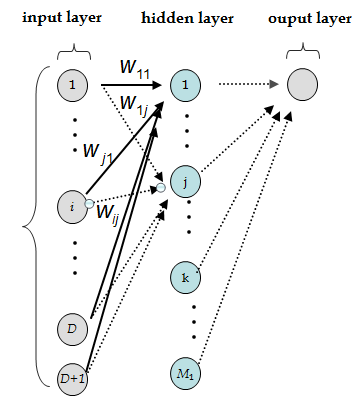 input layer hidden layer ouput layer
1 W11 1
W1j
Wj1
j
i Wij
k
D
D+1 M1